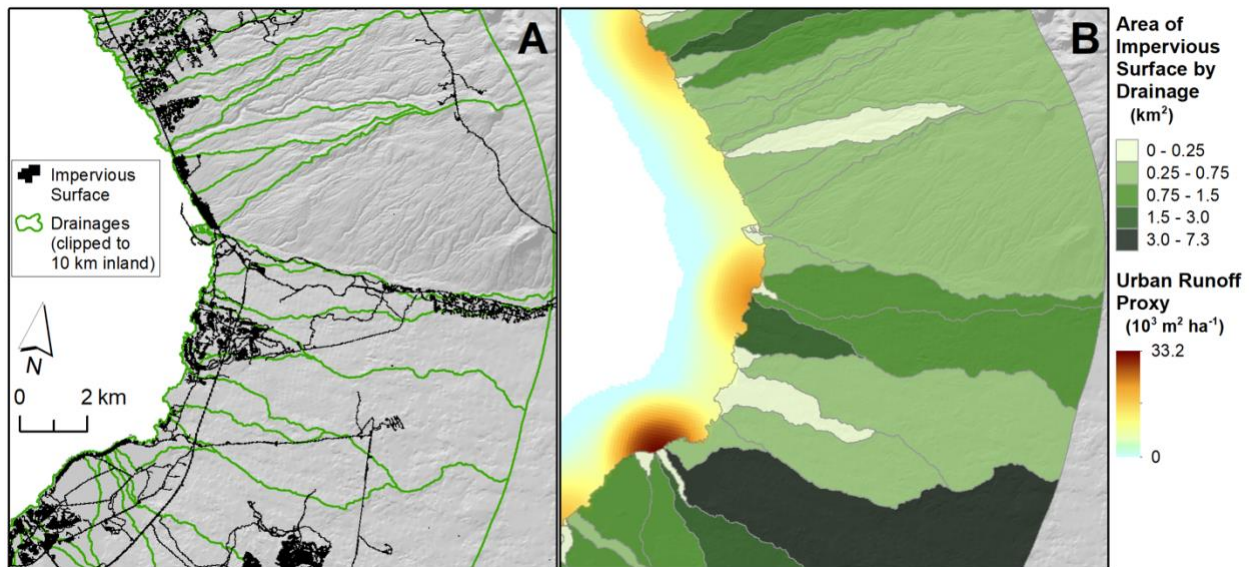 A
Impervious
Surface
Drainages
(clipped to
10 km inland)
N
0 2 km
B
Area of
Impervious
Surface by
Drainage
(km²)
0 - 0.25
0.25 - 0.75
0.75 - 1.5
1.5 - 3.0
3.0 - 7.3
Urban Runoff
Proxy
(10³ m² ha⁻¹)
33.2
0